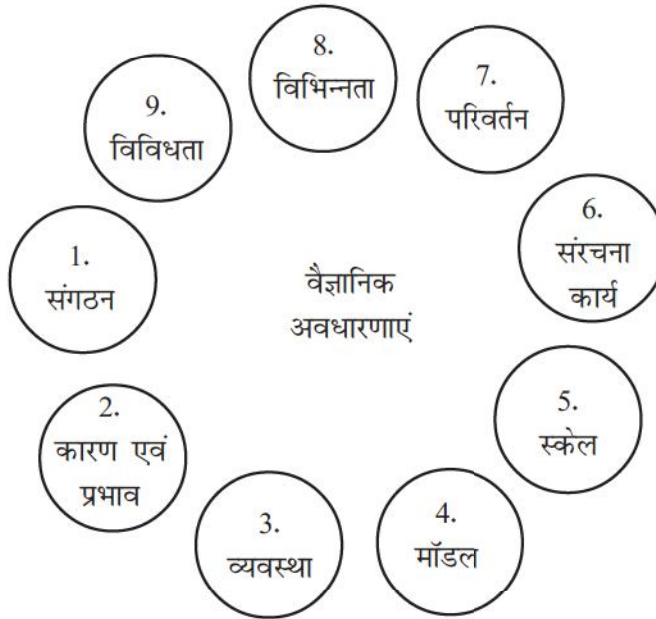 8.
विभिन्नता
7.
परिवर्तन
9.
विविधता
6.
संरचना
कार्य
1.
संगठन
वैज्ञानिक
अवधारणाएं
5.
स्केल
2.
कारण एवं
प्रभाव
4.
मॉडल
3.
व्यवस्था